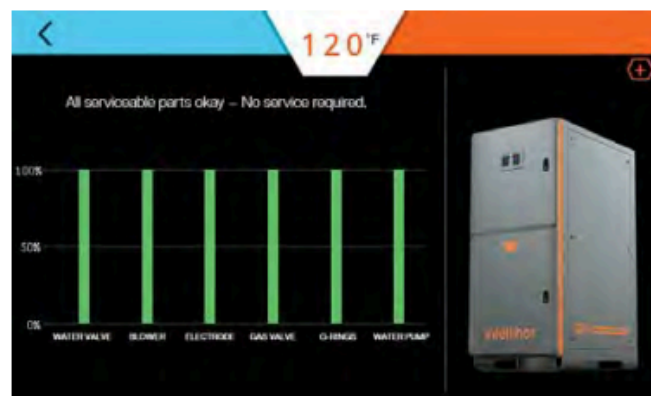 120°F
All serviceable parts okay – No service required.
100%
50%
0%
WATER VALVE BLOWER ELECTRODE GAS VALVE O-RINGS WATER PUMP